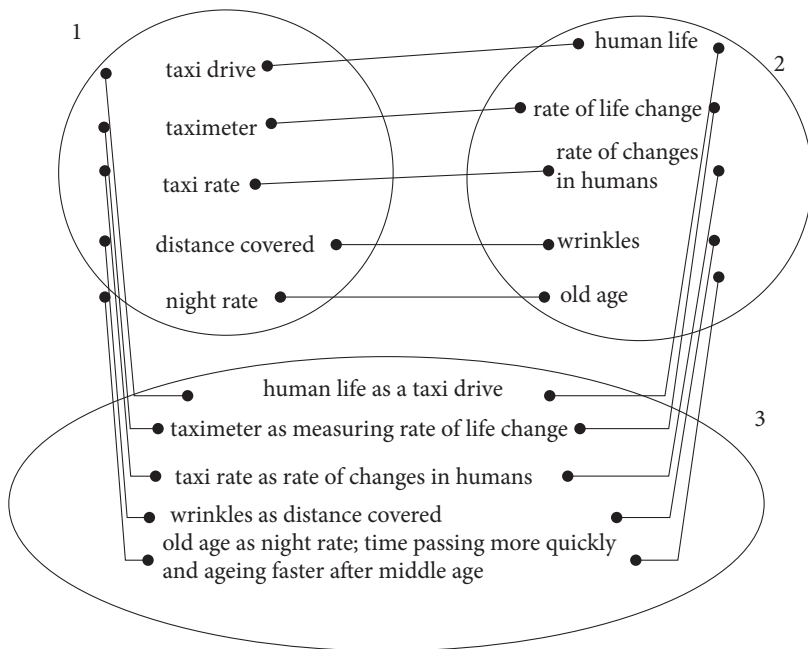 1
taxi drive
taximeter
taxi rate
distance covered
night rate
human life
2
rate of life change
rate of changes
in humans
wrinkles
old age
3
human life as a taxi drive
taximeter as measuring rate of life change
taxi rate as rate of changes in humans
wrinkles as distance covered
old age as night rate; time passing more quickly
and ageing faster after middle age